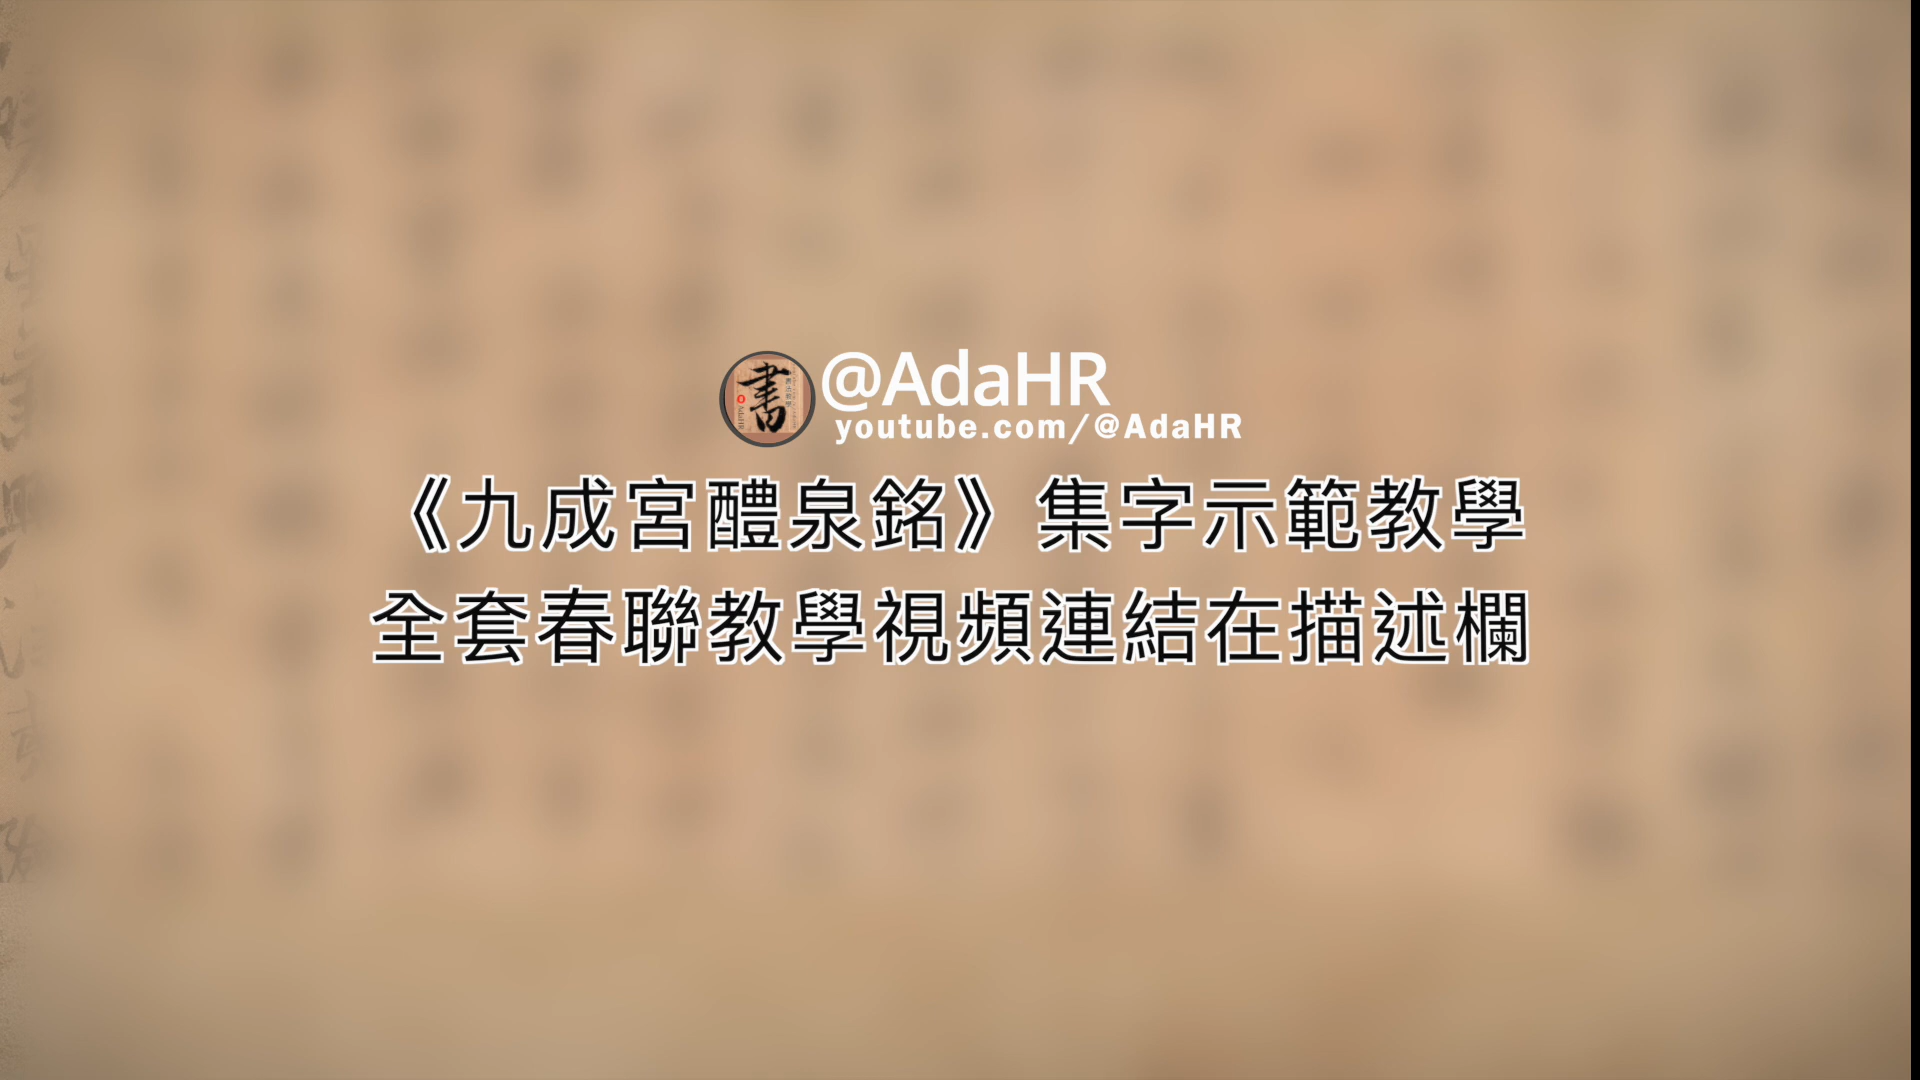 書
@AdaHR
youtube.com/@AdaHR
《九成宮醴泉銘》集字示範教學
全套春聯教學視頻連結在描述欄